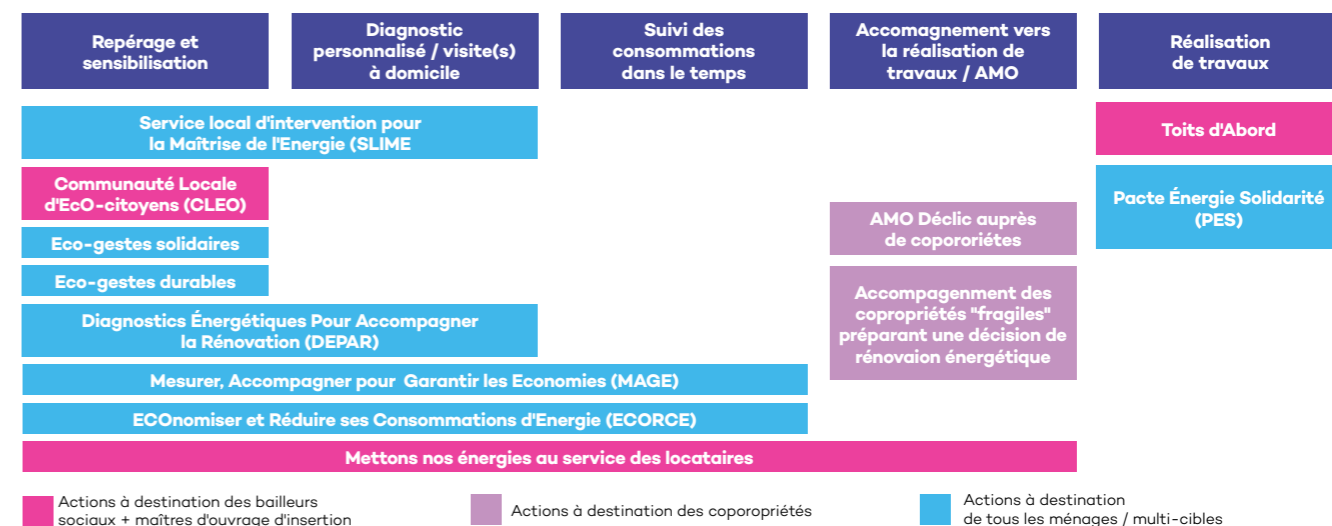 Repérage et
sensibilisation
Diagnostic
personnalisé / visite(s)
à domicile
Suivi des
consommations
dans le temps
Accomagnement vers
la réalisation de
travaux / AMO
Réalisation
de travaux
Service local d'intervention pour
la Maîtrise de l'Energie (SLIME
Toits d'Abord
Communauté Locale
d'EcO-citoyens (CLEO)
Pacte Énergie Solidarité
(PES)
AMO Déclic auprès
de copororiétes
Eco-gestes solidaires
Eco-gestes durables
Accompagenment des
copropriétés "fragiles"
préparant une décision de
rénovaion énergétique
Diagnostics Énergétiques Pour Accompagner
la Rénovation (DEPAR)
Mesurer, Accompagner pour Garantir les Economies (MAGE)
ECOnomiser et Réduire ses Consommations d'Energie (ECORCE)
Mettons nos énergies au service des locataires
Actions à destination des bailleurs
sociaux + maîtres d'ouvrage d'insertion
Actions à destination des coporopriétés
Actions à destination
de tous les ménages / multi-cibles